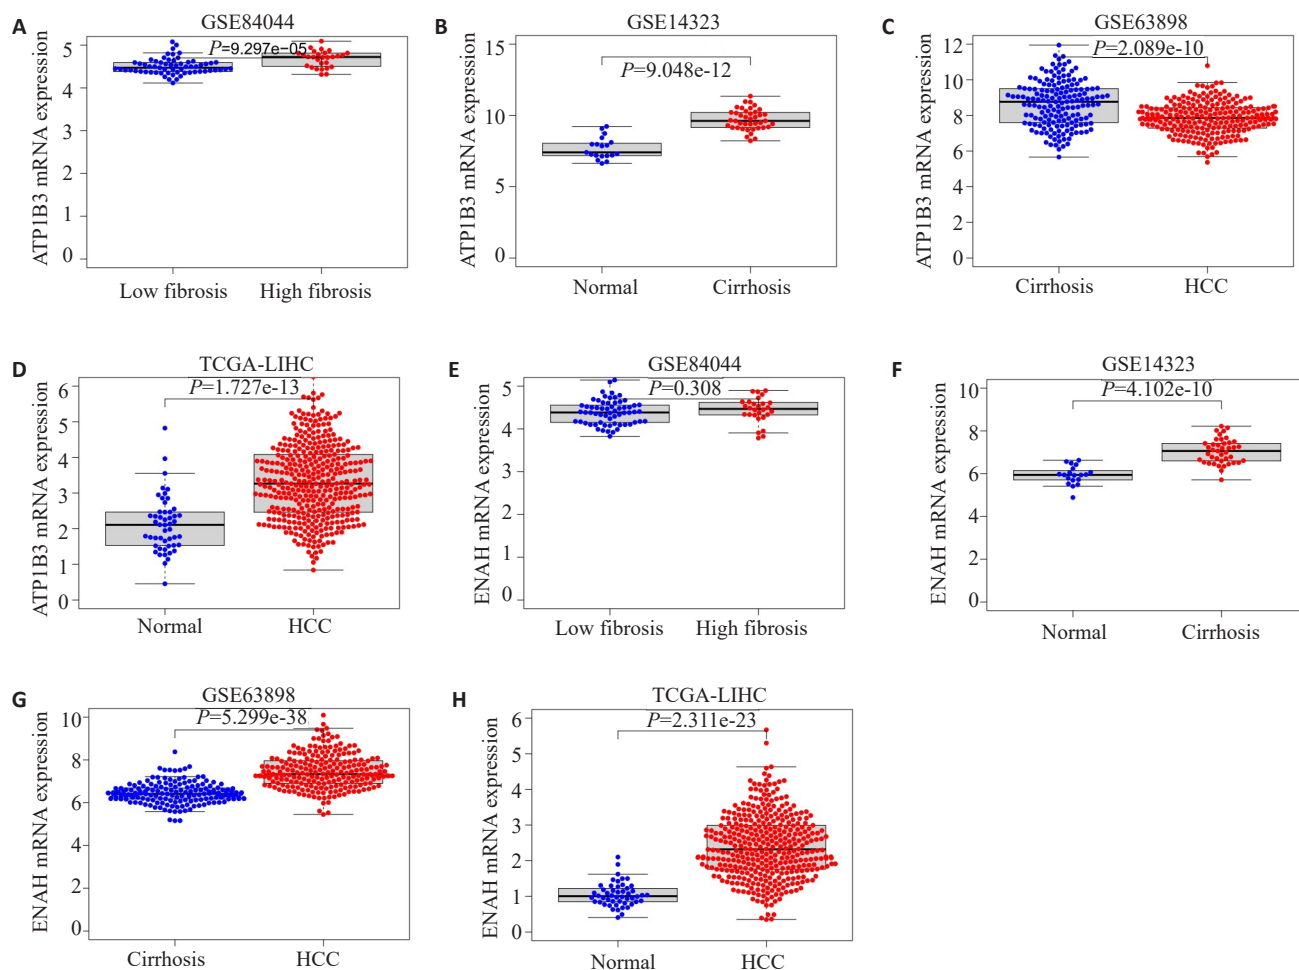 A
GSE84044
P=9.297e−05
ATP1B3 mRNA expression
5
4
3
2
1
0
Low fibrosis High fibrosis
B
GSE14323
P=9.048e-12
ATP1B3 mRNA expression
15
10
5
0
Normal Cirrhosis
C
GSE63898
P=2.089e-10
ATP1B3 mRNA expression
12
10
8
6
4
2
0
Cirrhosis HCC
D
TCGA-LIHC
P=1.727e-13
ATP1B3 mRNA expression
6
5
4
3
2
1
0
Normal HCC
E
GSE84044
P=0.308
ENAH mRNA expression
5
4
3
2
1
0
Low fibrosis High fibrosis
F
GSE14323
P=4.102e-10
ENAH mRNA expression
10
8
6
4
2
0
Normal Cirrhosis
G
GSE63898
P=5.299e-38
ENAH mRNA expression
10
8
6
4
2
0
Cirrhosis HCC
H
TCGA-LIHC
P=2.311e-23
ENAH mRNA expression
6
5
4
3
2
1
0
Normal HCC